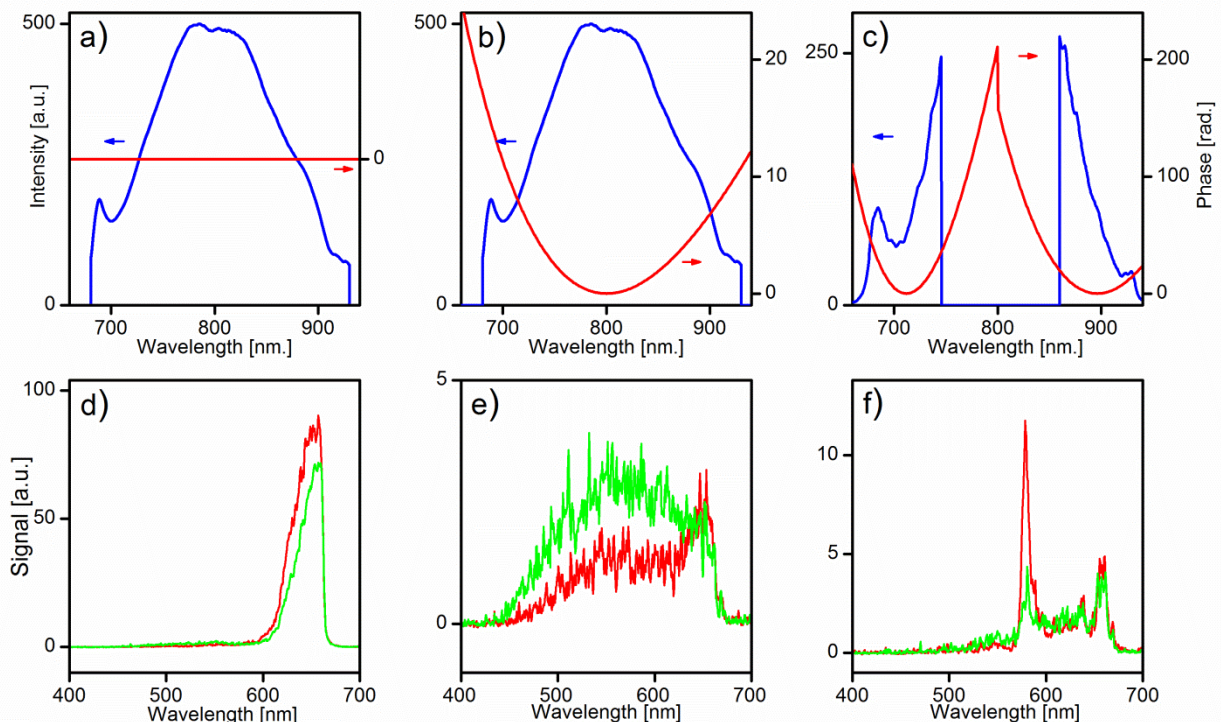 a)
500
0
Intensity [a.u.]
0
700 800 900
Wavelength [nm.]
b)
500
0
20
10
0
700 800 900
Wavelength [nm.]
c)
250
0
200
100
0
Phase [rad.]
700 800 900
Wavelength [nm.]
d)
100
50
0
Signal [a.u.]
400 500 600 700
Wavelength [nm]
e)
5
0
400 500 600 700
Wavelength [nm]
f)
10
5
0
400 500 600 700
Wavelength [nm]